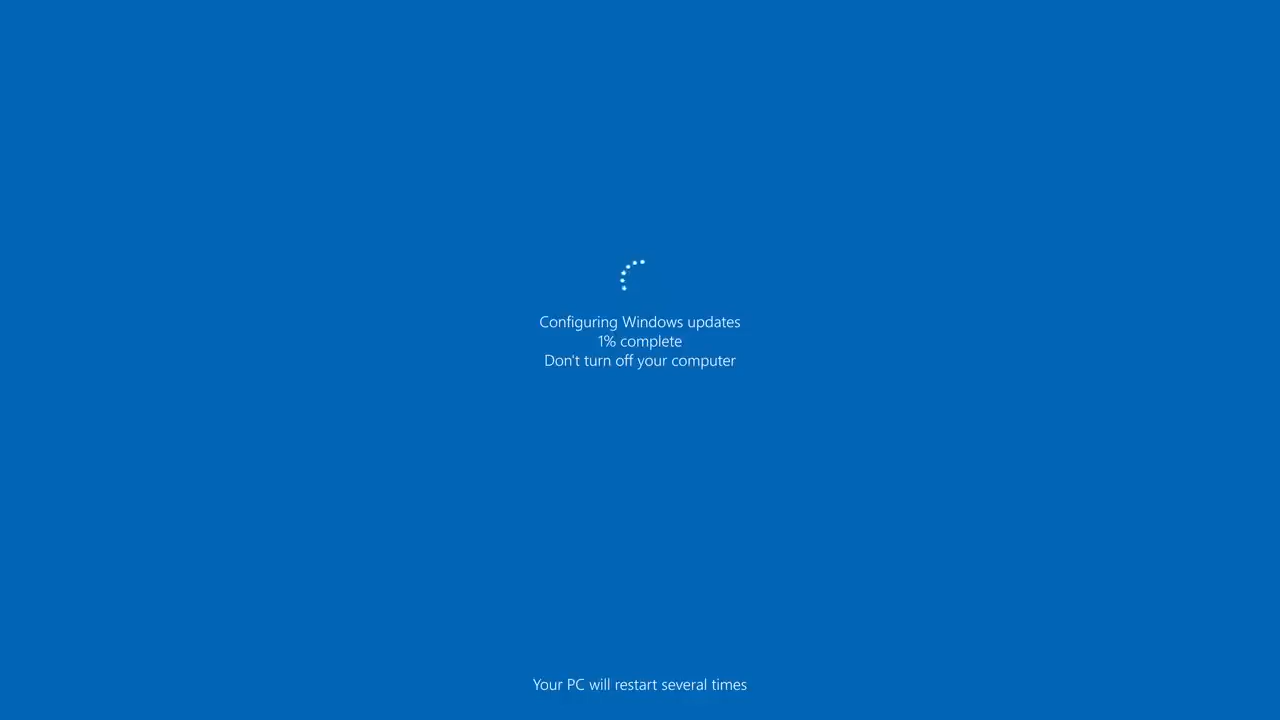 Configuring Windows updates
1% complete
Don't turn off your computer
Your PC will restart several times